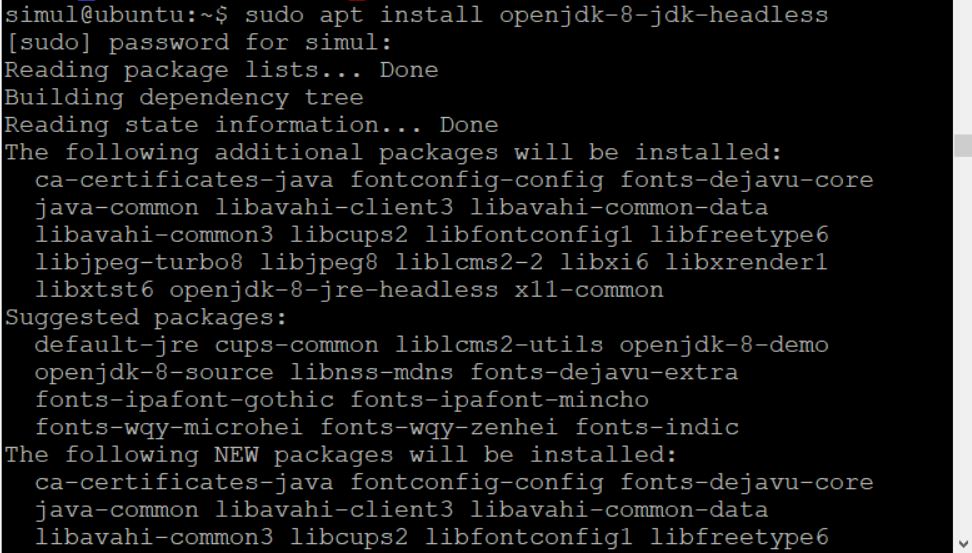 simul@ubuntu:~$ sudo apt install openjdk-8-jdk-headless
[sudo] password for simul:
Reading package lists... Done
Building dependency tree
Reading state information... Done
The following additional packages will be installed:
  ca-certificates-java fontconfig-config fonts-dejavu-core
  java-common libavahi-client3 libavahi-common-data
  libavahi-common3 libcups2 libfontconfig1 libfreetype6
  libjpeg-turbo8 libjpeg8 liblcms2-2 libxi6 libxrender1
  libxtst6 openjdk-8-jre-headless x11-common
Suggested packages:
  default-jre cups-common liblcms2-utils openjdk-8-demo
  openjdk-8-source libnss-mdns fonts-dejavu-extra
  fonts-ipafont-gothic fonts-ipafont-mincho
  fonts-wqy-microhei fonts-wqy-zenhei fonts-indic
The following NEW packages will be installed:
  ca-certificates-java fontconfig-config fonts-dejavu-core
  java-common libavahi-client3 libavahi-common-data
  libavahi-common3 libcups2 libfontconfig1 libfreetype6